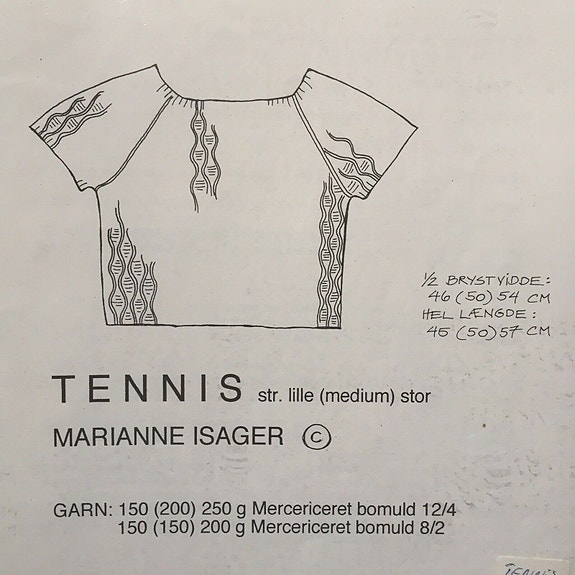 1/2 BRYSTVIDDE:
46 (50) 54 CM
HEL LÆNGDE:
45 (50) 57 CM
TENNIS str. lille (medium) stor
MARIANNE ISAGER ©
GARN: 150 (200) 250 g Mercericeret bomuld 12/4
150 (150) 200 g Mercericeret bomuld 8/2
TENNIS